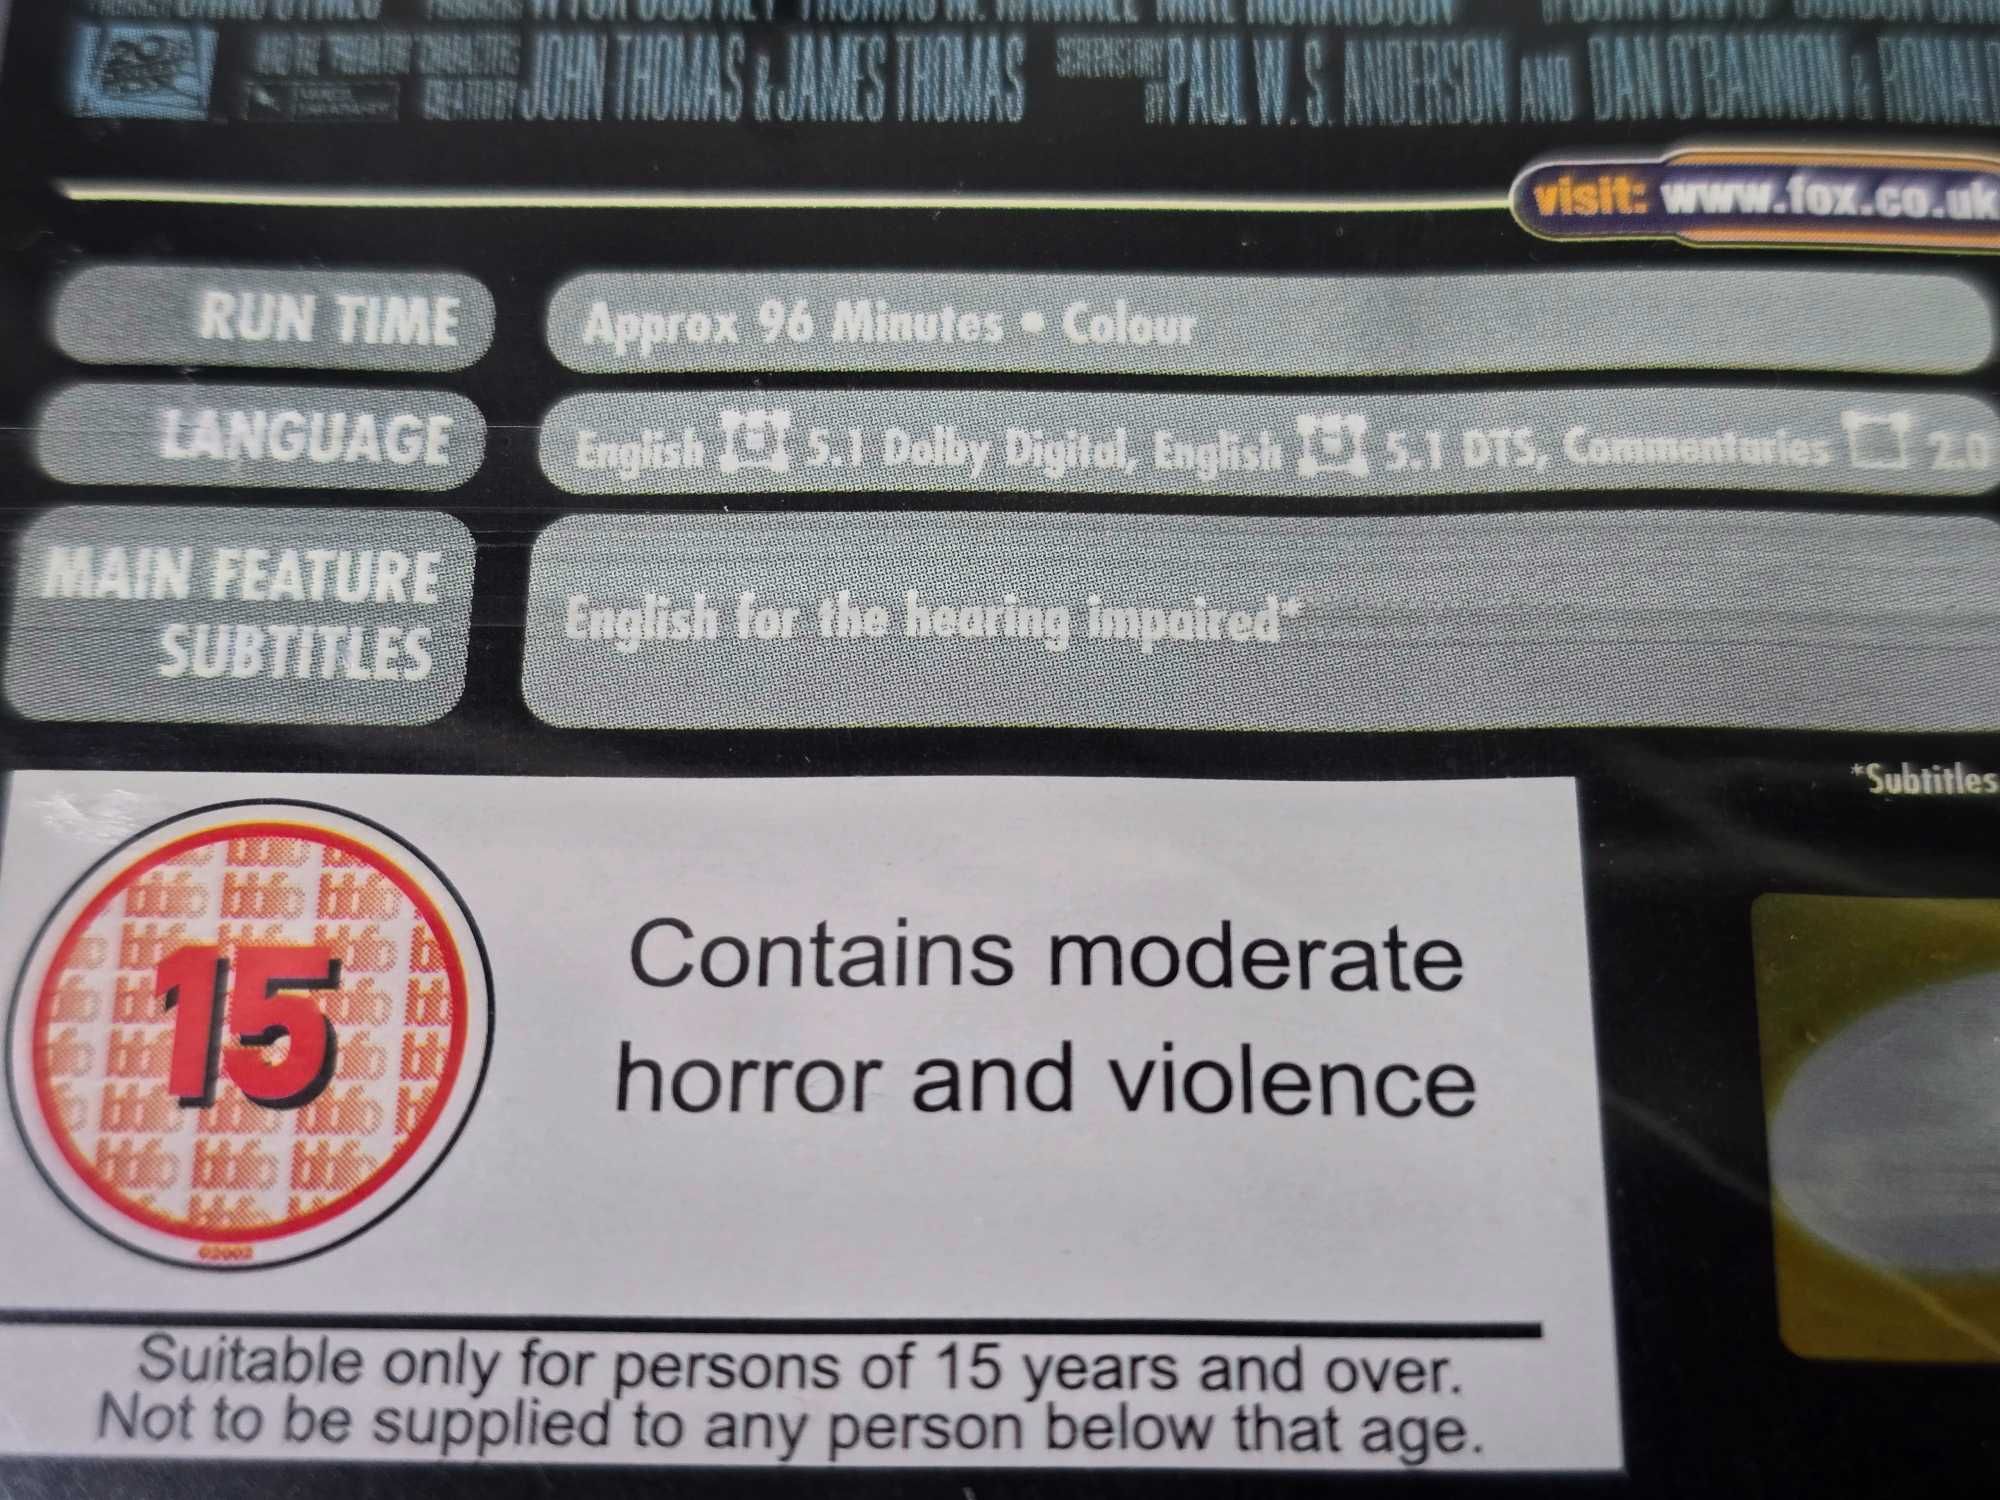 JOHN THOMAS & JAMES THOMAS SCREEN STORY BY PAUL W. S. ANDERSON AND DAN O'BANNON &
visit: www.fox.co.uk
RUN TIME Approx 96 Minutes • Colour
LANGUAGE English 5.1 Dolby Digital, English 5.1 DTS, Commentaries 2.0
MAIN FEATURE
SUBTITLES
English for the hearing impaired*
*Subtitles
15
Contains moderate
horror and violence
Suitable only for persons of 15 years and over.
Not to be supplied to any person below that age.